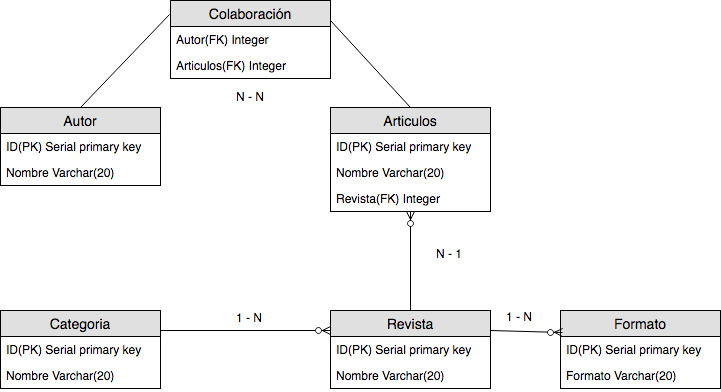 Colaboración
Autor(FK) Integer
Articulos(FK) Integer
N - N
Autor
ID(PK) Serial primary key
Nombre Varchar(20)
Articulos
ID(PK) Serial primary key
Nombre Varchar(20)
Revista(FK) Integer
N - 1
Categoria
ID(PK) Serial primary key
Nombre Varchar(20)
1 - N
Revista
ID(PK) Serial primary key
Nombre Varchar(20)
1 - N
Formato
ID(PK) Serial primary key
Formato Varchar(20)